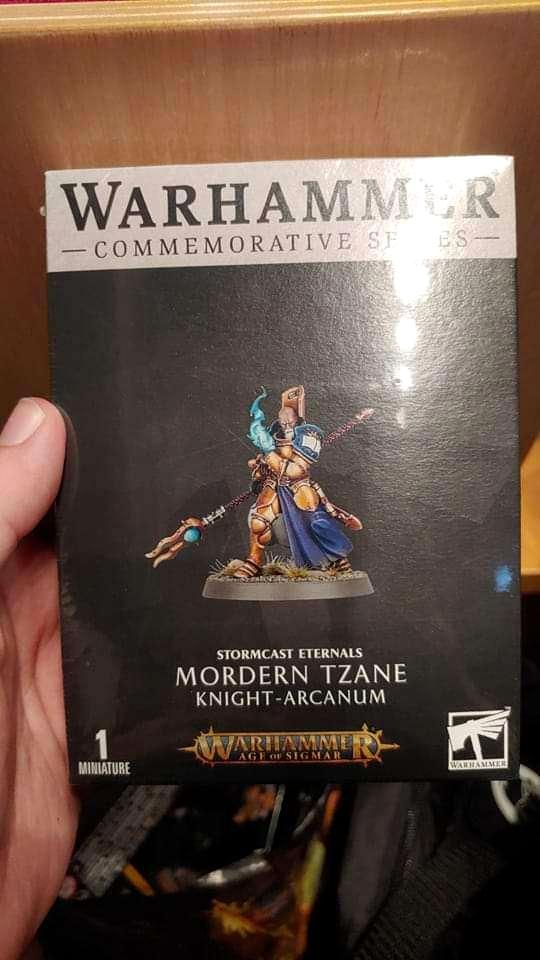 WARHAMMER
COMMEMORATIVE SERIES
STORMCAST ETERNALS
MORDERN TZANE
KNIGHT-ARCANUM
WARHAMMER
AGE OF SIGMAR
1
MINIATURE
WARHAMMER